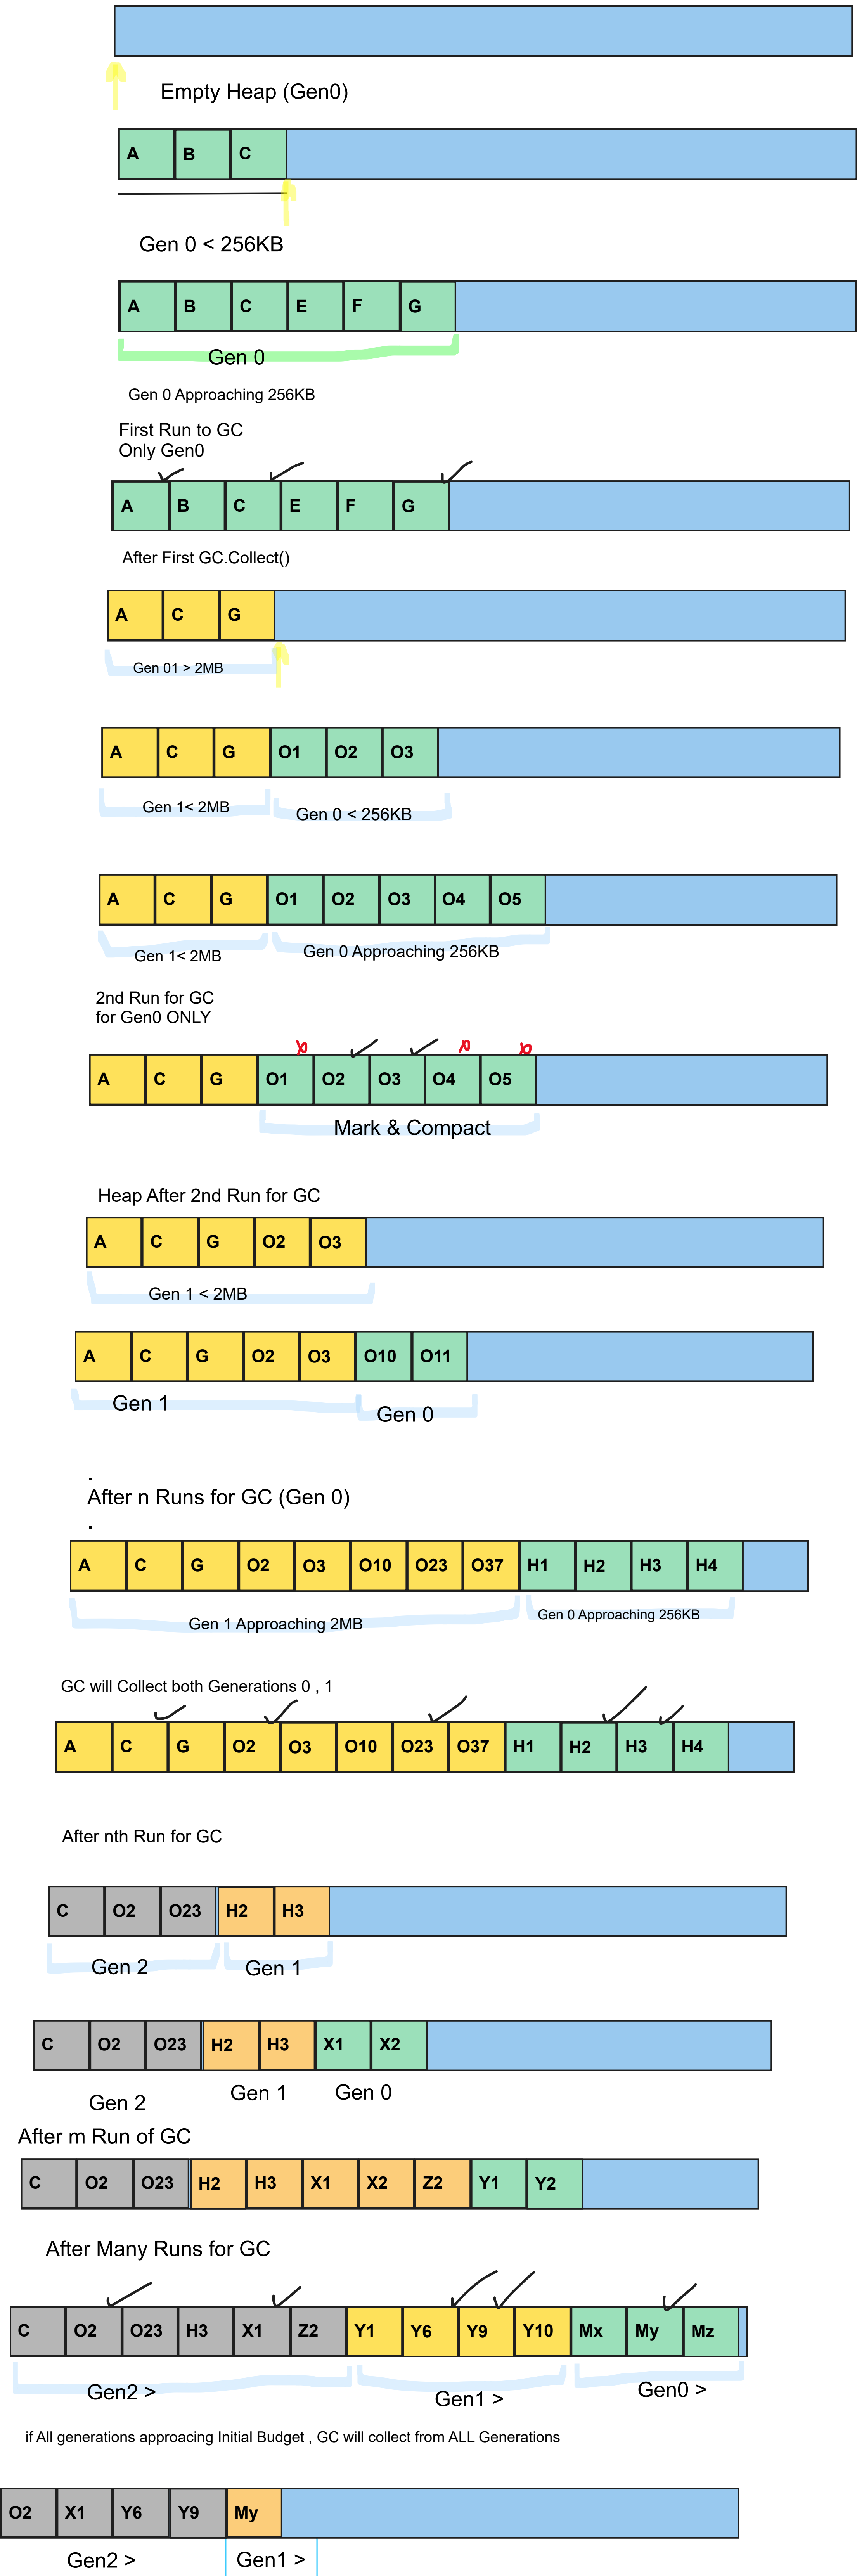 Empty Heap (Gen0)
A B C
Gen 0 < 256KB
A B C E F G
Gen 0
Gen 0 Approaching 256KB
First Run to GC
Only Gen0
A B C E F G
After First GC.Collect()
A C G
Gen 01 > 2MB
A C G O1 O2 O3
Gen 1< 2MB Gen 0 < 256KB
A C G O1 O2 O3 O4 O5
Gen 1< 2MB Gen 0 Approaching 256KB
2nd Run for GC
for Gen0 ONLY
A C G O1 O2 O3 O4 O5
Mark & Compact
Heap After 2nd Run for GC
A C G O2 O3
Gen 1 < 2MB
A C G O2 O3 O10 O11
Gen 1 Gen 0
.
After n Runs for GC (Gen 0)
.
A C G O2 O3 O10 O23 O37 H1 H2 H3 H4
Gen 1 Approaching 2MB Gen 0 Approaching 256KB
GC will Collect both Generations 0 , 1
A C G O2 O3 O10 O23 O37 H1 H2 H3 H4
After nth Run for GC
C O2 O23 H2 H3
Gen 2 Gen 1
C O2 O23 H2 H3 X1 X2
Gen 2 Gen 1 Gen 0
After m Run of GC
C O2 O23 H2 H3 X1 X2 Z2 Y1 Y2
After Many Runs for GC
C O2 O23 H3 X1 Z2 Y1 Y6 Y9 Y10 Mx My Mz
Gen2 > Gen1 > Gen0 >
if All generations approacing Initial Budget , GC will collect from ALL Generations
O2 X1 Y6 Y9 My
Gen2 > Gen1 >